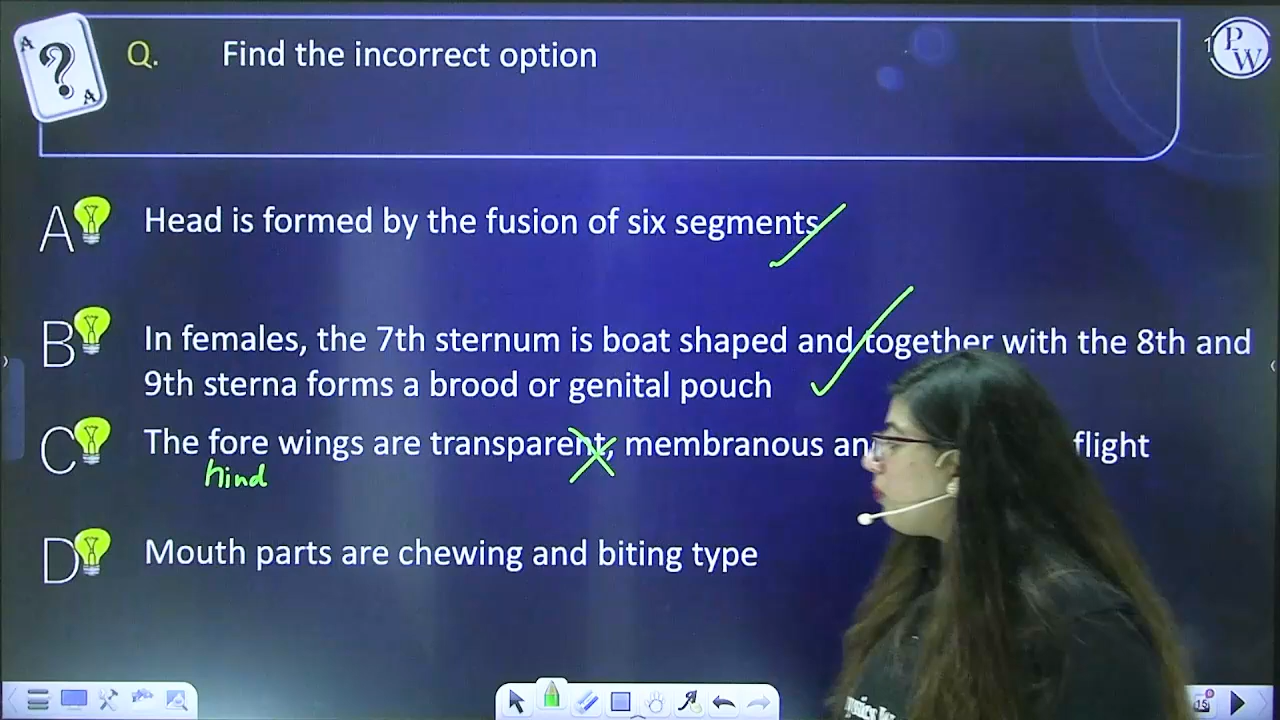 Q. Find the incorrect option
A Head is formed by the fusion of six segments
B In females, the 7th sternum is boat shaped and together with the 8th and
9th sterna forms a brood or genital pouch
C The fore wings are transparent, membranous flight
hind
D Mouth parts are chewing and biting type
P
W
A
?
A
1
15